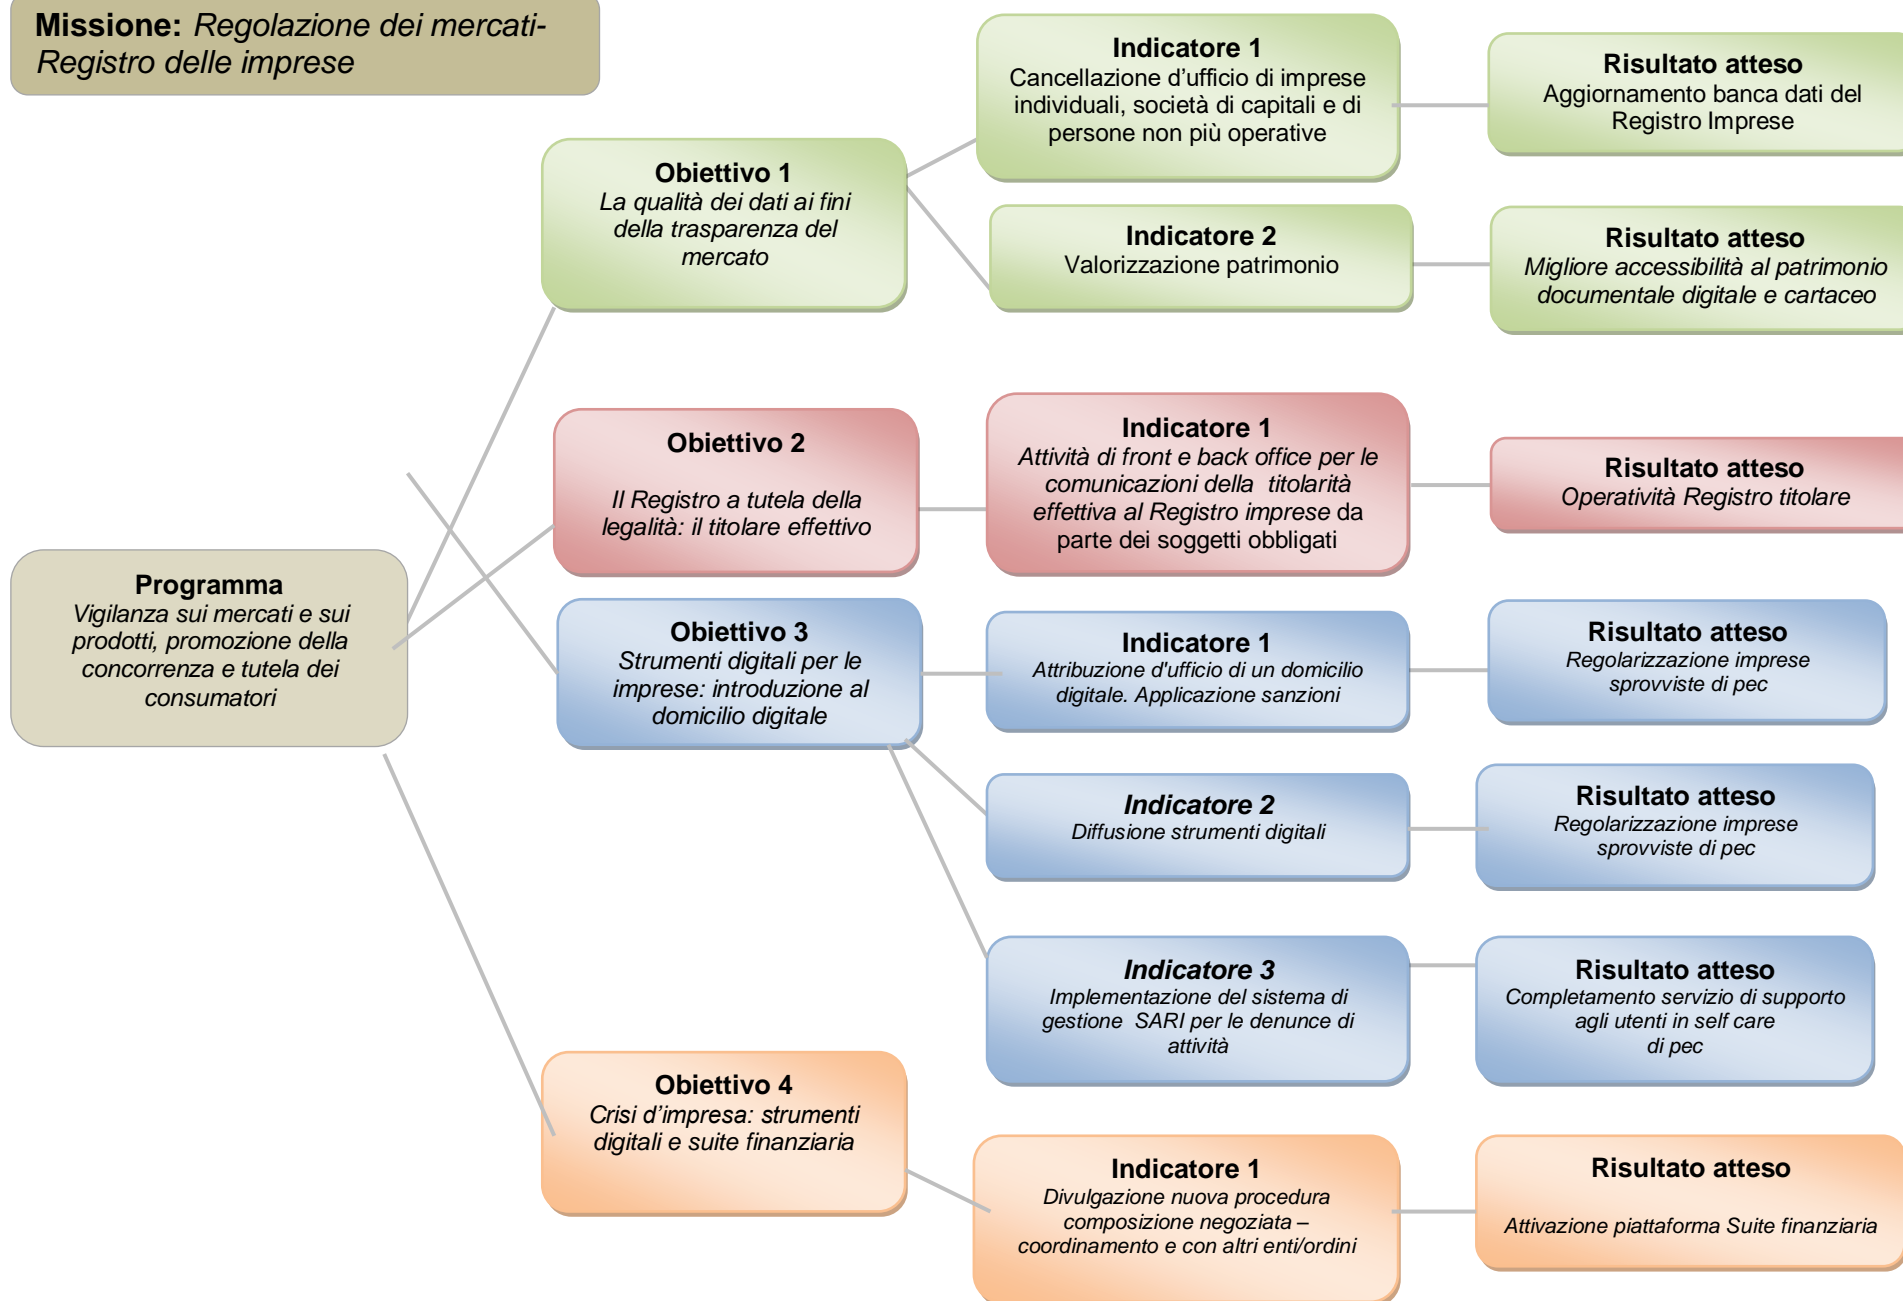 Missione: Regolazione dei mercati-
Registro delle imprese
Programma
Vigilanza sui mercati e sui
prodotti, promozione della
concorrenza e tutela dei
consumatori
Obiettivo 1
La qualità dei dati ai fini
della trasparenza del
mercato
Indicatore 1
Cancellazione d’ufficio di imprese
individuali, società di capitali e di
persone non più operative
Risultato atteso
Aggiornamento banca dati del
Registro Imprese
Indicatore 2
Valorizzazione patrimonio
Risultato atteso
Migliore accessibilità al patrimonio
documentale digitale e cartaceo
Obiettivo 2
Il Registro a tutela della
legalità: il titolare effettivo
Indicatore 1
Attività di front e back office per le
comunicazioni della titolarità
effettiva al Registro imprese da
parte dei soggetti obbligati
Risultato atteso
Operatività Registro titolare
Obiettivo 3
Strumenti digitali per le
imprese: introduzione al
domicilio digitale
Indicatore 1
Attribuzione d'ufficio di un domicilio
digitale. Applicazione sanzioni
Risultato atteso
Regolarizzazione imprese
sprovviste di pec
Indicatore 2
Diffusione strumenti digitali
Risultato atteso
Regolarizzazione imprese
sprovviste di pec
Indicatore 3
Implementazione del sistema di
gestione SARI per le denunce di
attività
Risultato atteso
Completamento servizio di supporto
agli utenti in self care
di pec
Obiettivo 4
Crisi d’impresa: strumenti
digitali e suite finanziaria
Indicatore 1
Divulgazione nuova procedura
composizione negoziata –
coordinamento e con altri enti/ordini
Risultato atteso
Attivazione piattaforma Suite finanziaria